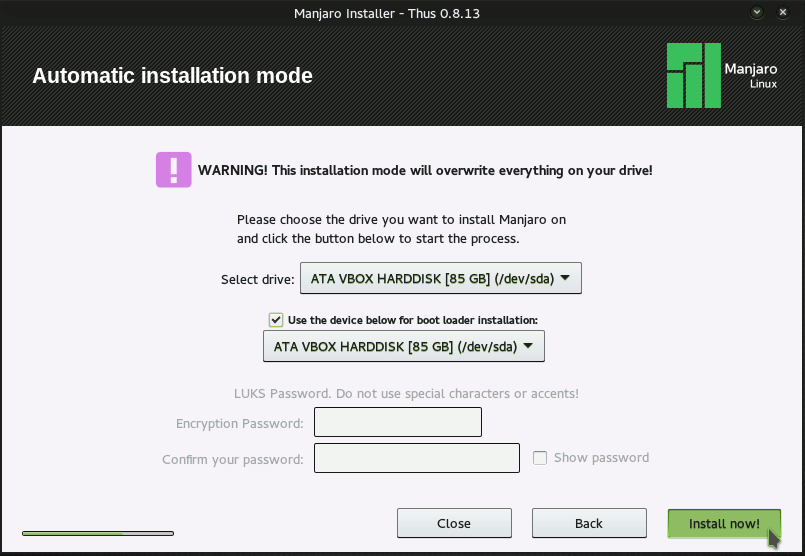 Manjaro Installer - Thus 0.8.13
Automatic installation mode
Manjaro
Linux
WARNING! This installation mode will overwrite everything on your drive!
Please choose the drive you want to install Manjaro on
and click the button below to start the process.
Select drive: ATA VBOX HARDDISK [85 GB] (/dev/sda)
Use the device below for boot loader installation:
ATA VBOX HARDDISK [85 GB] (/dev/sda)
LUKS Password. Do not use special characters or accents!
Encryption Password:
Confirm your password: Show password
Close Back Install now!